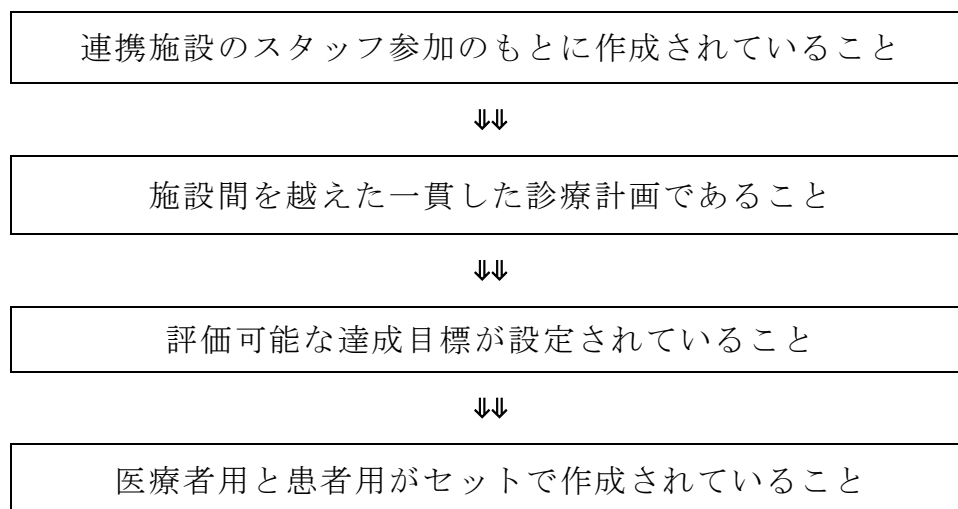 連携施設のスタッフ参加のもとに作成されていること
⇓⇓
施設間を越えた一貫した診療計画であること
⇓⇓
評価可能な達成目標が設定されていること
⇓⇓
医療者用と患者用がセットで作成されていること